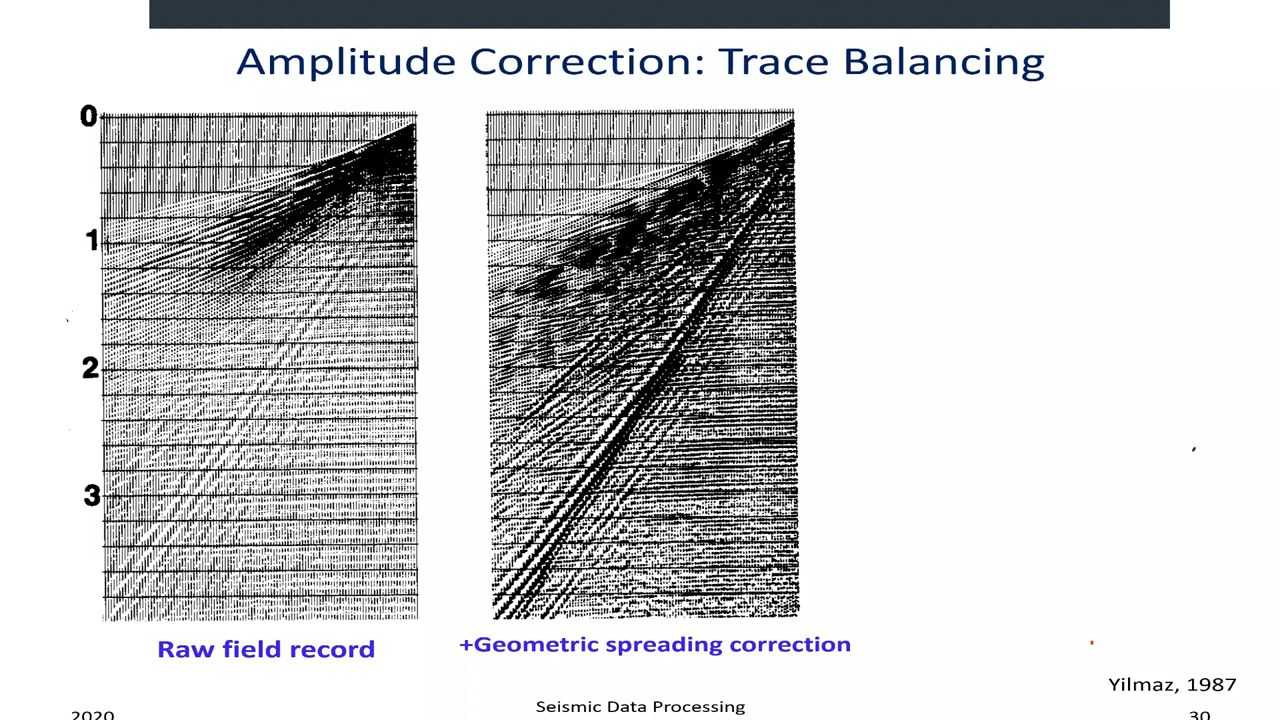 Amplitude Correction: Trace Balancing
0
1
2
3
Raw field record
+Geometric spreading correction
Yilmaz, 1987
Seismic Data Processing
2020
30